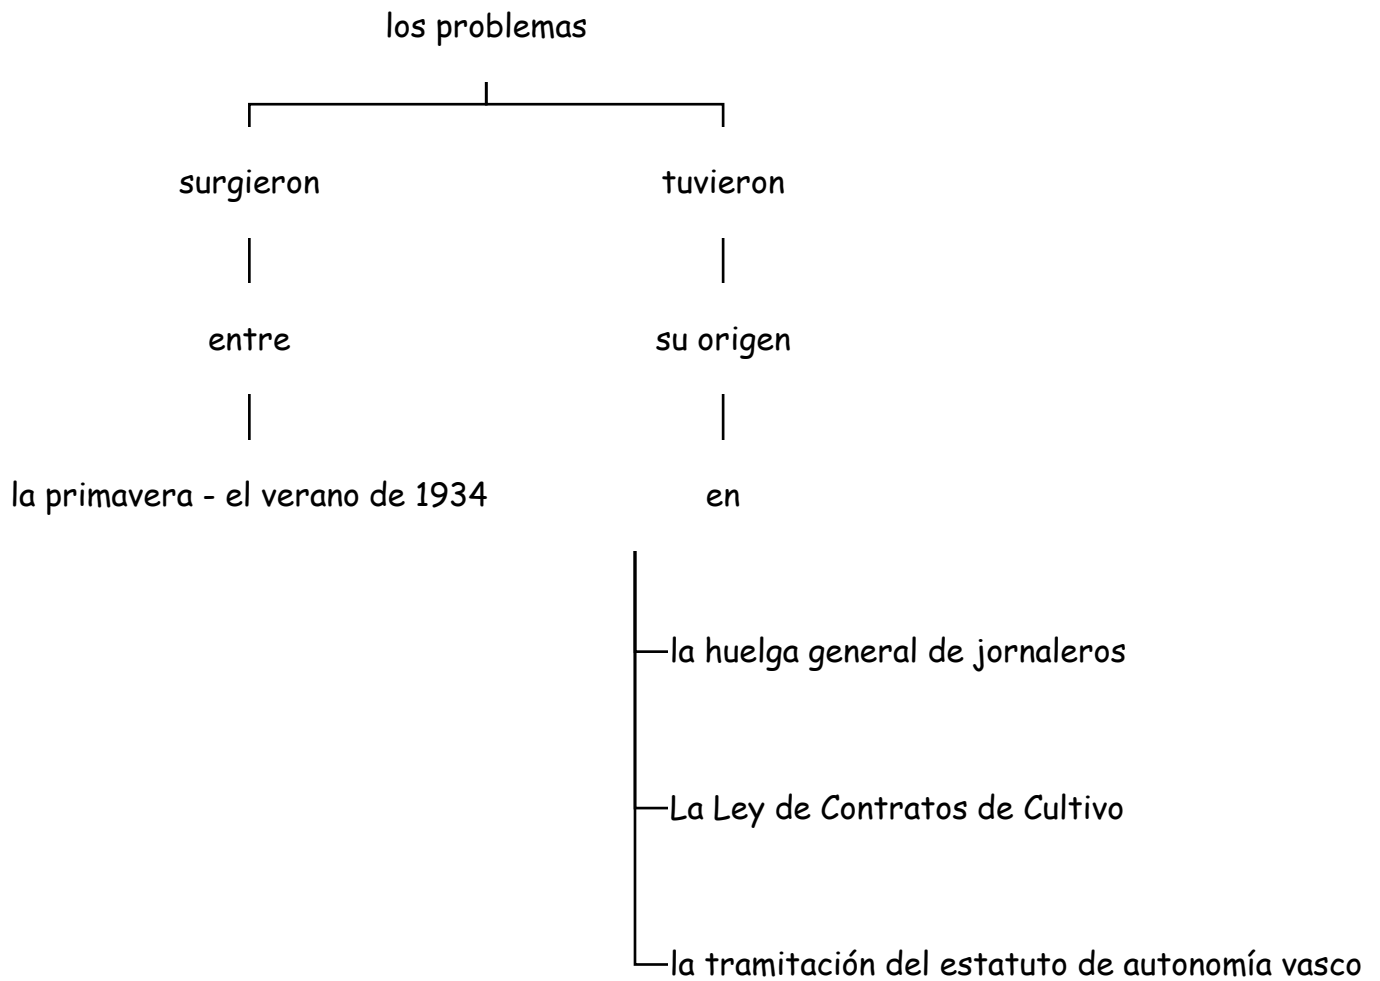 los problemas
surgieron
tuvieron
entre
su origen
la primavera - el verano de 1934
en
la huelga general de jornaleros
La Ley de Contratos de Cultivo
la tramitación del estatuto de autonomía vasco